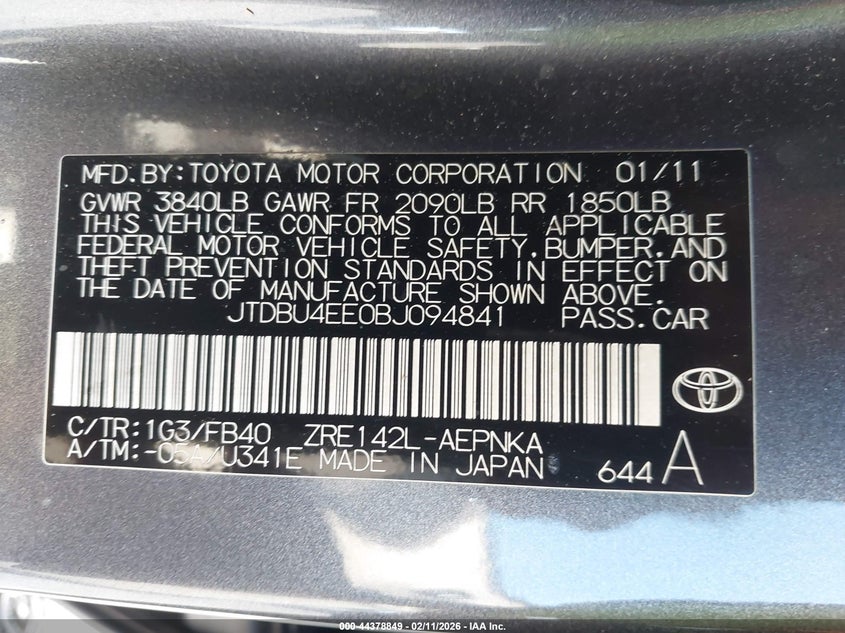 MFD.BY:TOYOTA MOTOR CORPORATION 01/11
GVWR 3840LB GAWR FR 2090LB RR 1850LB
THIS VEHICLE CONFORMS TO ALL APPLICABLE
FEDERAL MOTOR VEHICLE SAFETY,BUMPER,AND
THEFT PREVENTION STANDARDS IN EFFECT ON
THE DATE OF MANUFACTURE SHOWN ABOVE.
JTDBU4EE0BJ094841 PASS.CAR
C/TR:1G3/FB40 ZRE142L-AEPNKA
A/TM:-05A/U341E MADE IN JAPAN 644 A
000-44378849 - 02/11/2026 - IAA Inc.